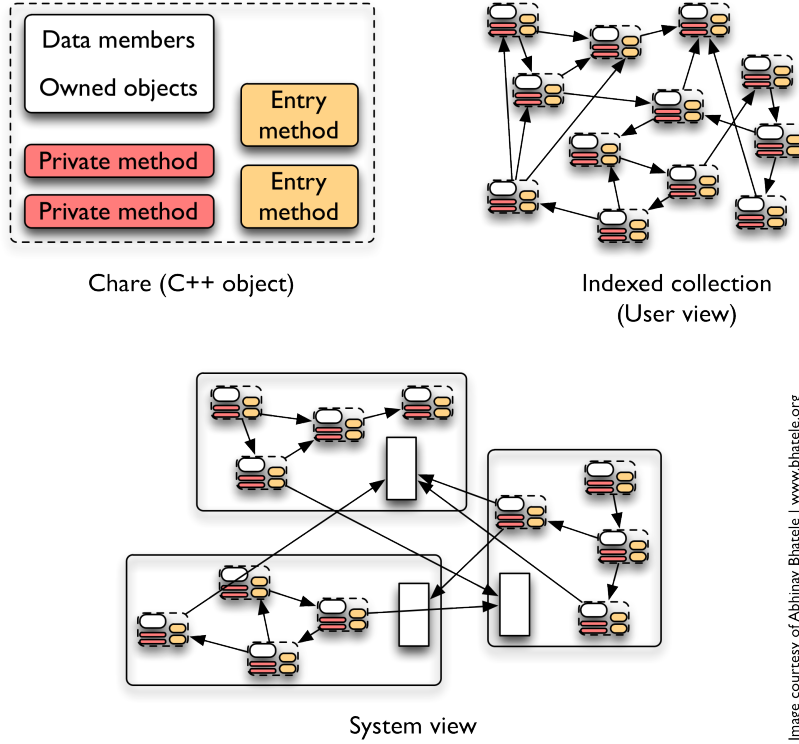 Data members
Owned objects
Private method
Private method
Entry
method
Entry
method
Chare (C++ object)
Indexed collection
(User view)
System view
Image courtesy of Abhinav Bhatele | www.bhatele.org